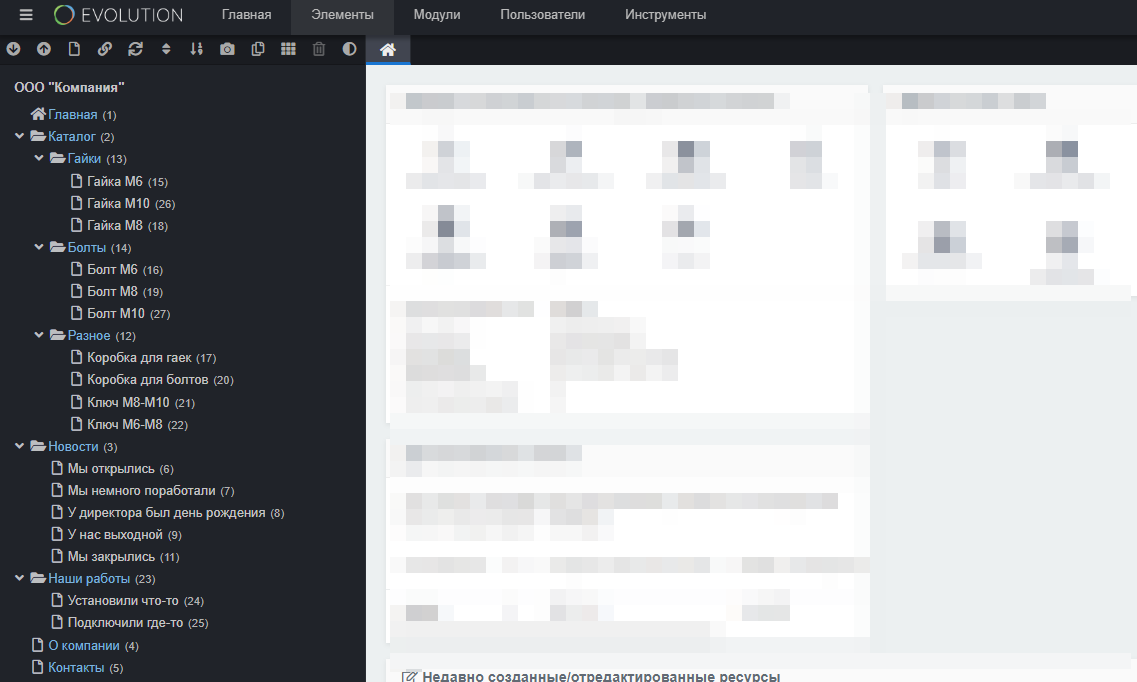 EVOLUTION Главная Элементы Модули Пользователи Инструменты
ООО "Компания"
Главная (1)
Каталог (2)
Гайки (13)
Гайка М6 (15)
Гайка М10 (26)
Гайка М8 (18)
Болты (14)
Болт М6 (16)
Болт М8 (19)
Болт М10 (27)
Разное (12)
Коробка для гаек (17)
Коробка для болтов (20)
Ключ М8-М10 (21)
Ключ М6-М8 (22)
Новости (3)
Мы открылись (6)
Мы немного поработали (7)
У директора был день рождения (8)
У нас выходной (9)
Мы закрылись (11)
Наши работы (23)
Установили что-то (24)
Подключили где-то (25)
О компании (4)
Контакты (5)
Недавно созданные/отредактированные ресурсы